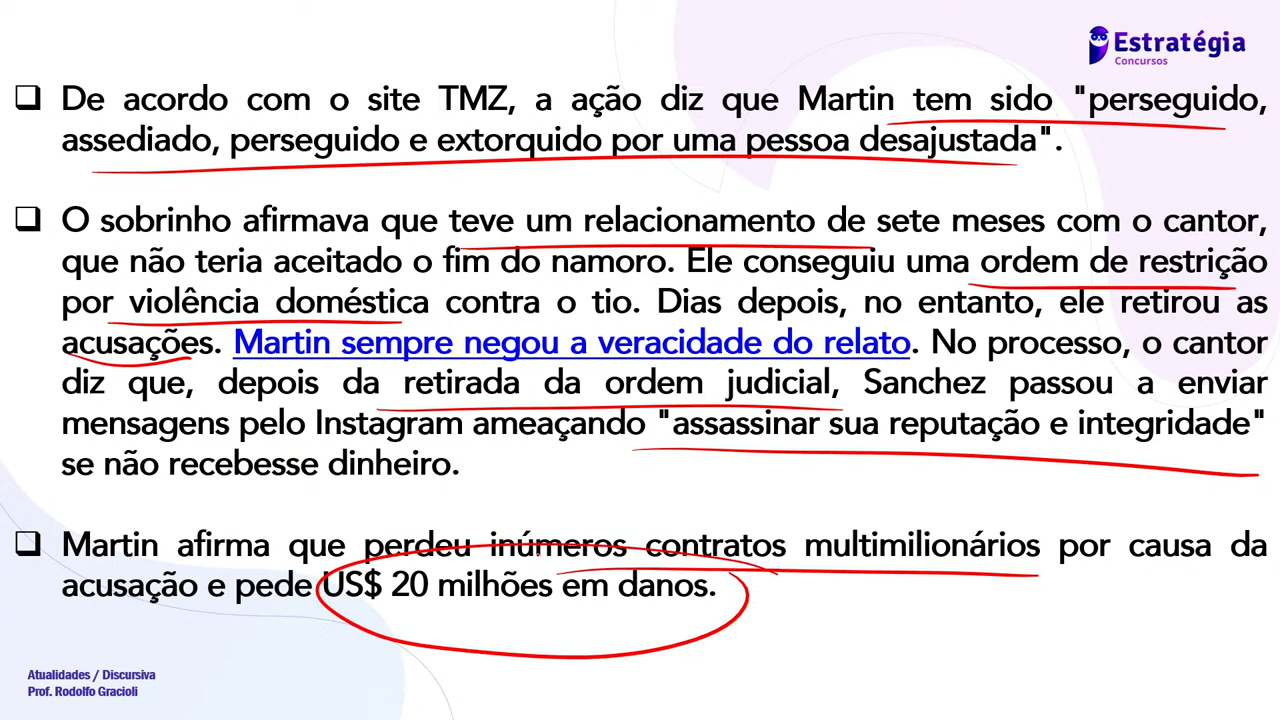 Estratégia
Concursos
❑ De acordo com o site TMZ, a ação diz que Martin tem sido "perseguido,
assediado, perseguido e extorquido por uma pessoa desajustada".
❑ O sobrinho afirmava que teve um relacionamento de sete meses com o cantor,
que não teria aceitado o fim do namoro. Ele conseguiu uma ordem de restrição
por violência doméstica contra o tio. Dias depois, no entanto, ele retirou as
acusações. Martin sempre negou a veracidade do relato. No processo, o cantor
diz que, depois da retirada da ordem judicial, Sanchez passou a enviar
mensagens pelo Instagram ameaçando "assassinar sua reputação e integridade"
se não recebesse dinheiro.
❑ Martin afirma que perdeu inúmeros contratos multimilionários por causa da
acusação e pede US$ 20 milhões em danos.
Atualidades / Discursiva
Prof. Rodolfo Gracioli